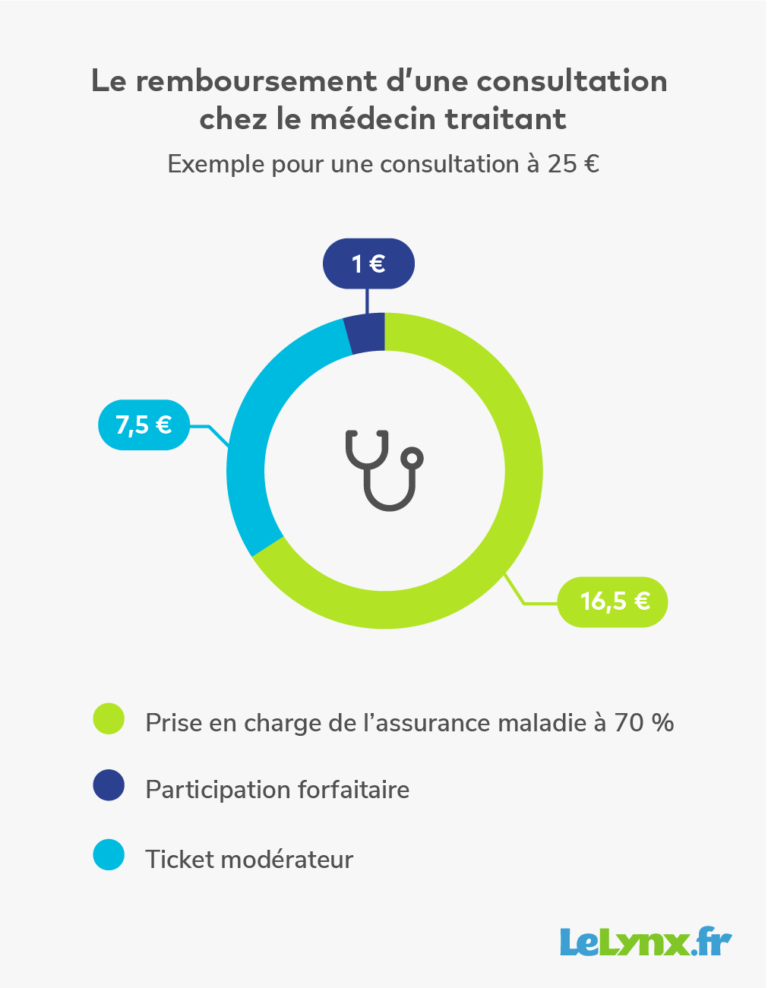 Le remboursement d'une consultation
chez le médecin traitant
Exemple pour une consultation à 25 €
1 €
7,5 €
16,5 €
Prise en charge de l'assurance maladie à 70 %
Participation forfaitaire
Ticket modérateur
LeLynx.fr